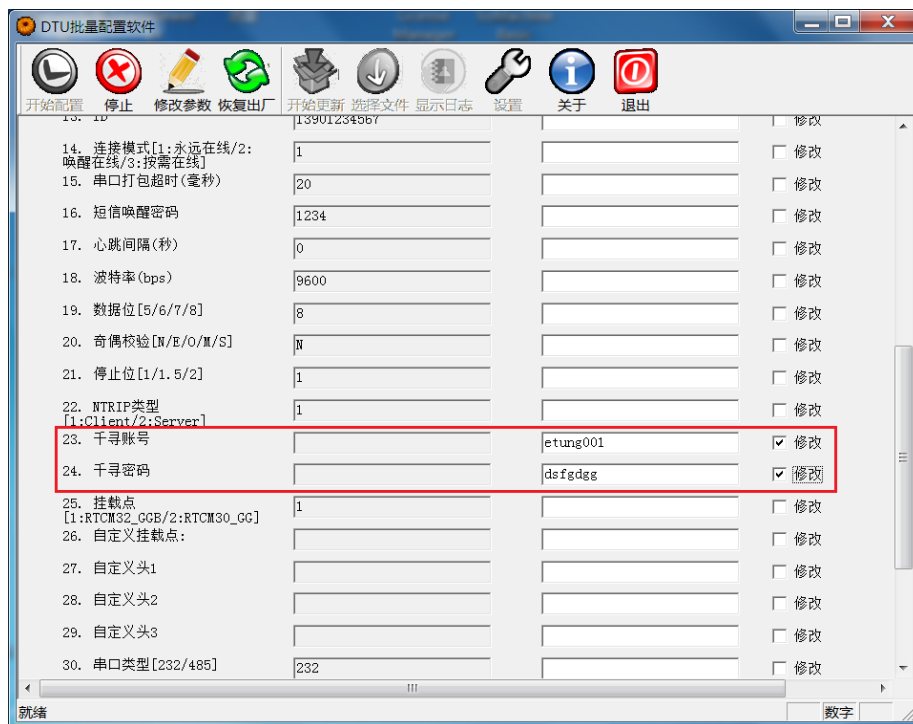 DTU批量配置软件
开始配置 停止 修改参数 恢复出厂 开始更新 选择文件 显示日志 设置 关于 退出
13. ID 13901234567 修改
14. 连接模式[1:永远在线/2:
唤醒在线/3:按需在线] 1 修改
15. 串口打包超时(毫秒) 20 修改
16. 短信唤醒密码 1234 修改
17. 心跳间隔(秒) 0 修改
18. 波特率(bps) 9600 修改
19. 数据位[5/6/7/8] 8 修改
20. 奇偶校验[N/E/O/M/S] N 修改
21. 停止位[1/1.5/2] 1 修改
22. NTRIP类型
[1:Client/2:Server] 1 修改
23. 千寻账号 etung001 修改
24. 千寻密码 dsfgdgg 修改
25. 挂载点
[1:RTCM32_GGB/2:RTCM30_GG] 1 修改
26. 自定义挂载点: 修改
27. 自定义头1 修改
28. 自定义头2 修改
29. 自定义头3 修改
30. 串口类型[232/485] 232 修改
就绪 数字